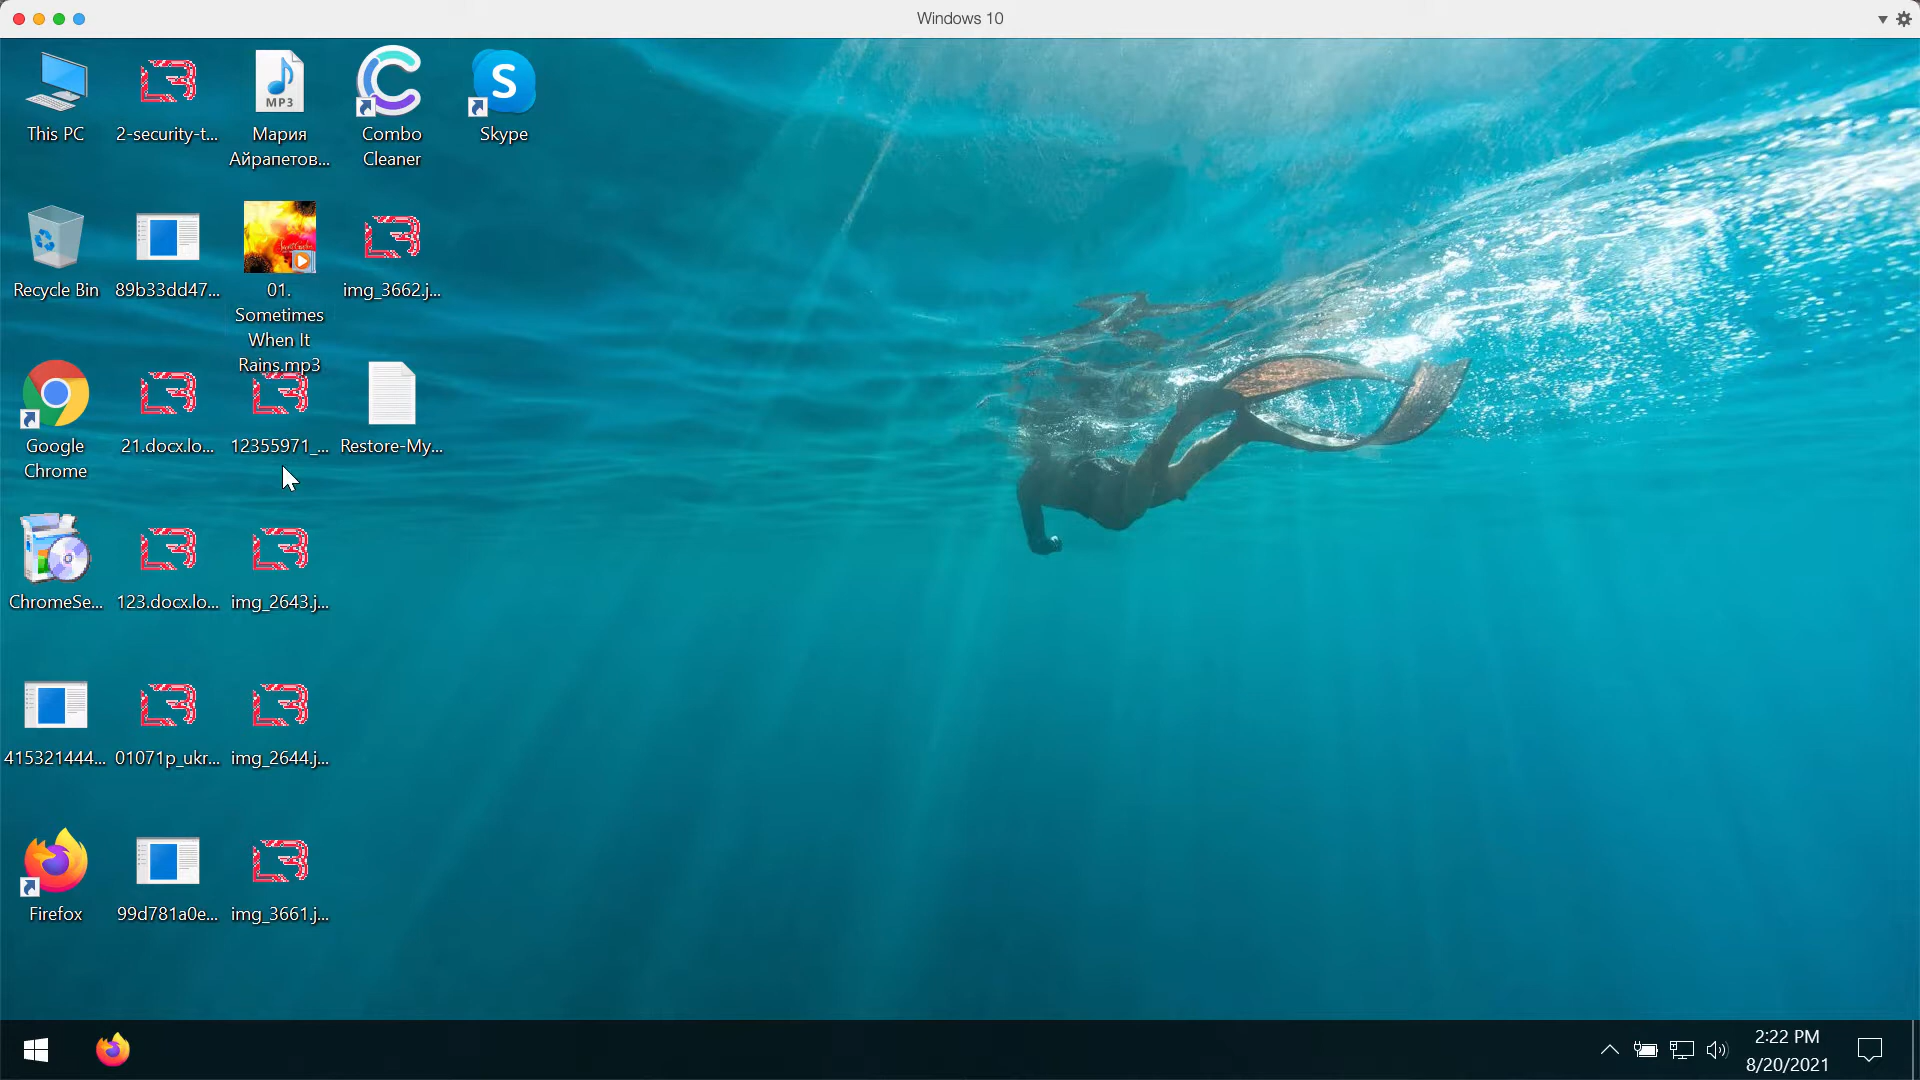 Windows 10
This PC
2-security-t...
Мария
Айрапетов...
MP3
Combo
Cleaner
S
Skype
Recycle Bin
89b33dd47...
01.
Sometimes
When It
Rains.mp3
img_3662.j...
Google
Chrome
21.docx.lo...
12355971_...
Restore-My...
ChromeSe...
123.docx.lo...
img_2643.j...
415321444...
01071p_ukr...
img_2644.j...
Firefox
99d781a0e...
img_3661.j...
2:22 PM
8/20/2021